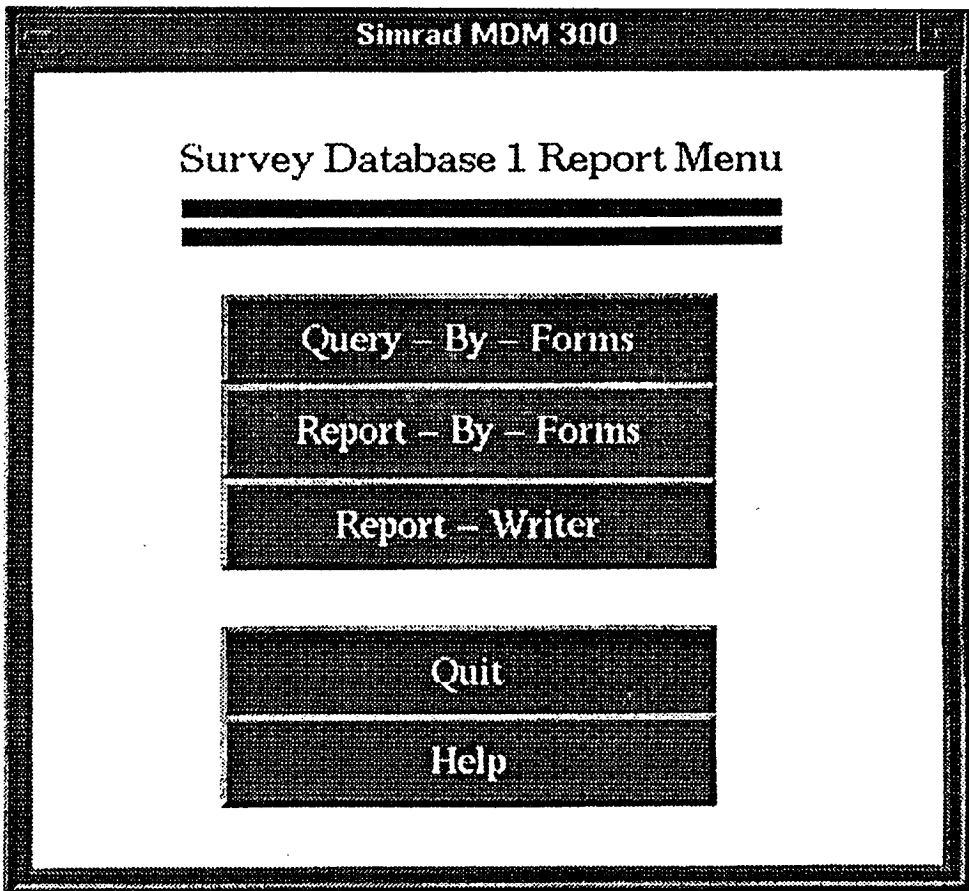 Simrad MDM 300
Survey Database 1 Report Menu
Query – By – Forms
Report – By – Forms
Report – Writer
Quit
Help